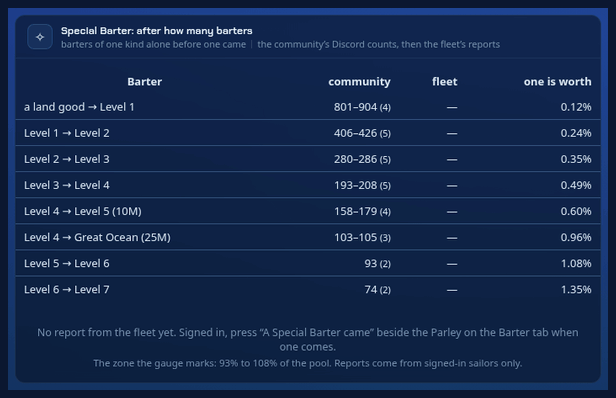 Special Barter: after how many barters
barters of one kind alone before one came | the community's Discord counts, then the fleet's reports
Barter community fleet one is worth
a land good → Level 1 801–904 (4) — 0.12%
Level 1 → Level 2 406–426 (5) — 0.24%
Level 2 → Level 3 280–286 (5) — 0.35%
Level 3 → Level 4 193–208 (5) — 0.49%
Level 4 → Level 5 (10M) 158–179 (4) — 0.60%
Level 4 → Great Ocean (25M) 103–105 (3) — 0.96%
Level 5 → Level 6 93 (2) — 1.08%
Level 6 → Level 7 74 (2) — 1.35%
No report from the fleet yet. Signed in, press “A Special Barter came” beside the Parley on the Barter tab when
one comes.
The zone the gauge marks: 93% to 108% of the pool. Reports come from signed-in sailors only.